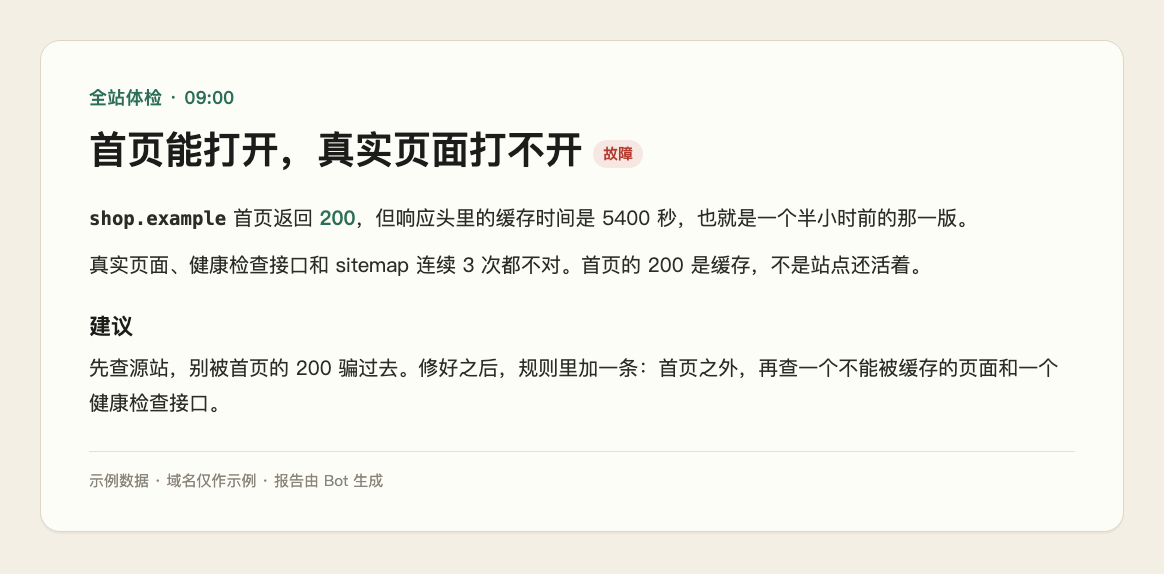 全站体检 · 09:00
首页能打开，真实页面打不开 故障
shop.example 首页返回 200，但响应头里的缓存时间是 5400 秒，也就是一个半小时前的那一版。
真实页面、健康检查接口和 sitemap 连续 3 次都不对。首页的 200 是缓存，不是站点还活着。
建议
先查源站，别被首页的 200 骗过去。修好之后，规则里加一条：首页之外，再查一个不能被缓存的页面和一个
健康检查接口。
示例数据 · 域名仅作示例 · 报告由 Bot 生成